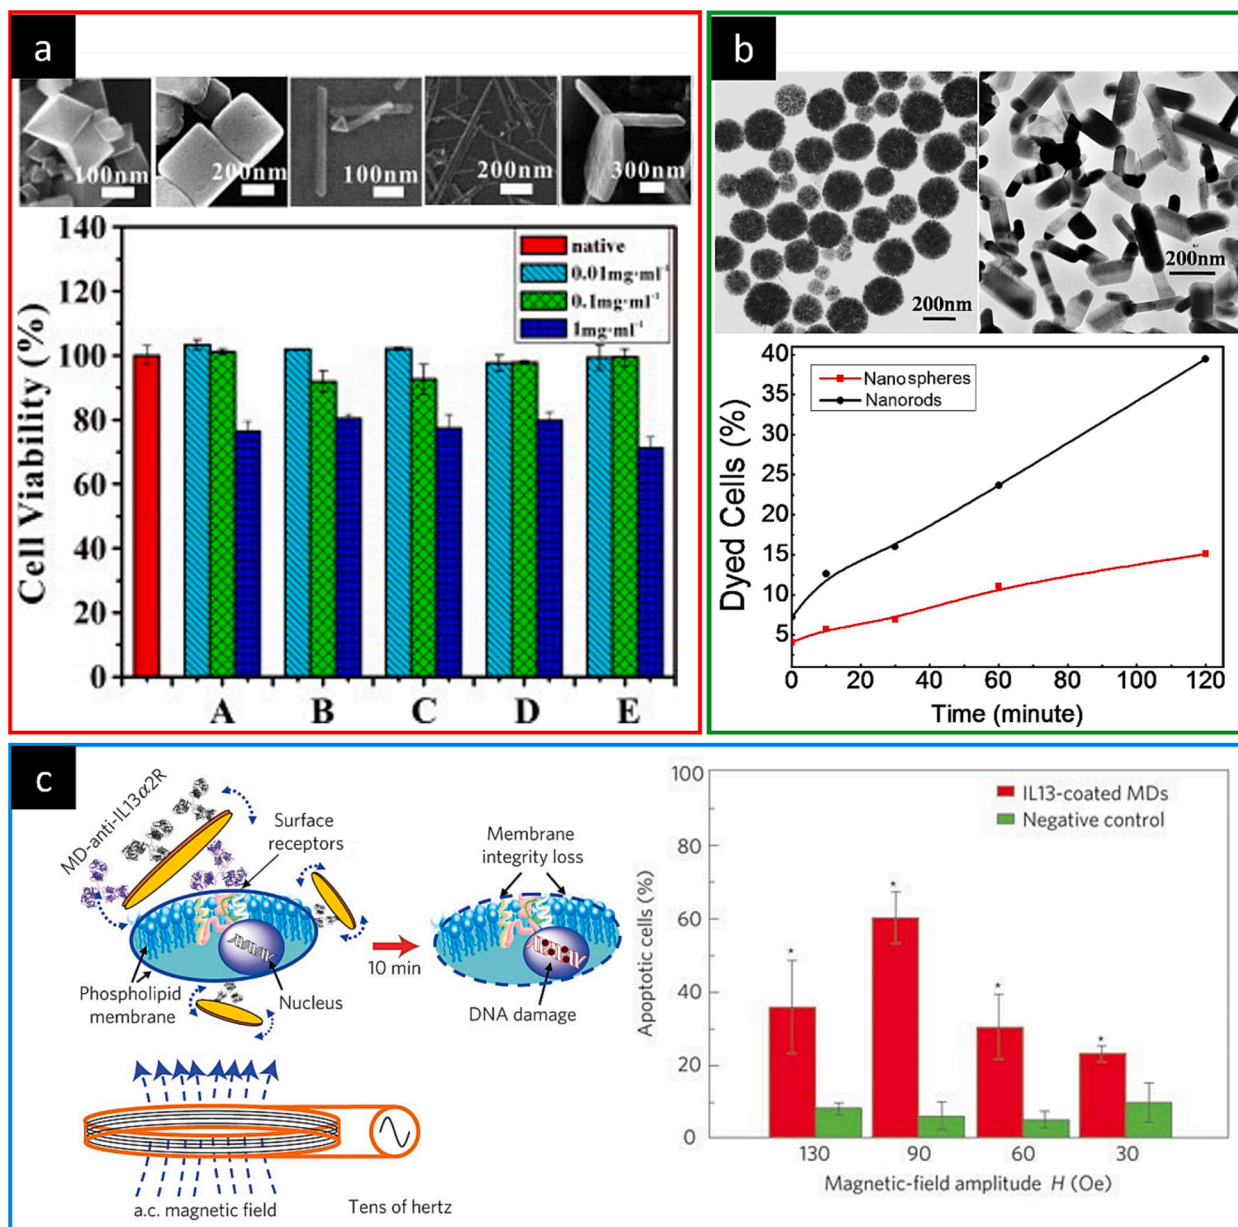 a
100nm
200nm
100nm
200nm
300nm
140
120
100
80
60
40
20
0
Cell Viability (%)
native
0.01mg·ml-1
0.1mg·ml-1
1mg·ml-1
A B C D E
b
200nm
200nm
40
35
30
25
20
15
10
5
Dyed Cells (%)
Nanospheres
Nanorods
0 20 40 60 80 100 120
Time (minute)
c
MD-anti-IL13α2R
Surface
receptors
Membrane
integrity loss
10 min
Phospholipid
membrane
Nucleus
DNA damage
a.c. magnetic field
Tens of hertz
100
80
60
40
20
0
Apoptotic cells (%)
IL13-coated MDs
Negative control
*
*
*
*
130 90 60 30
Magnetic-field amplitude H (Oe)